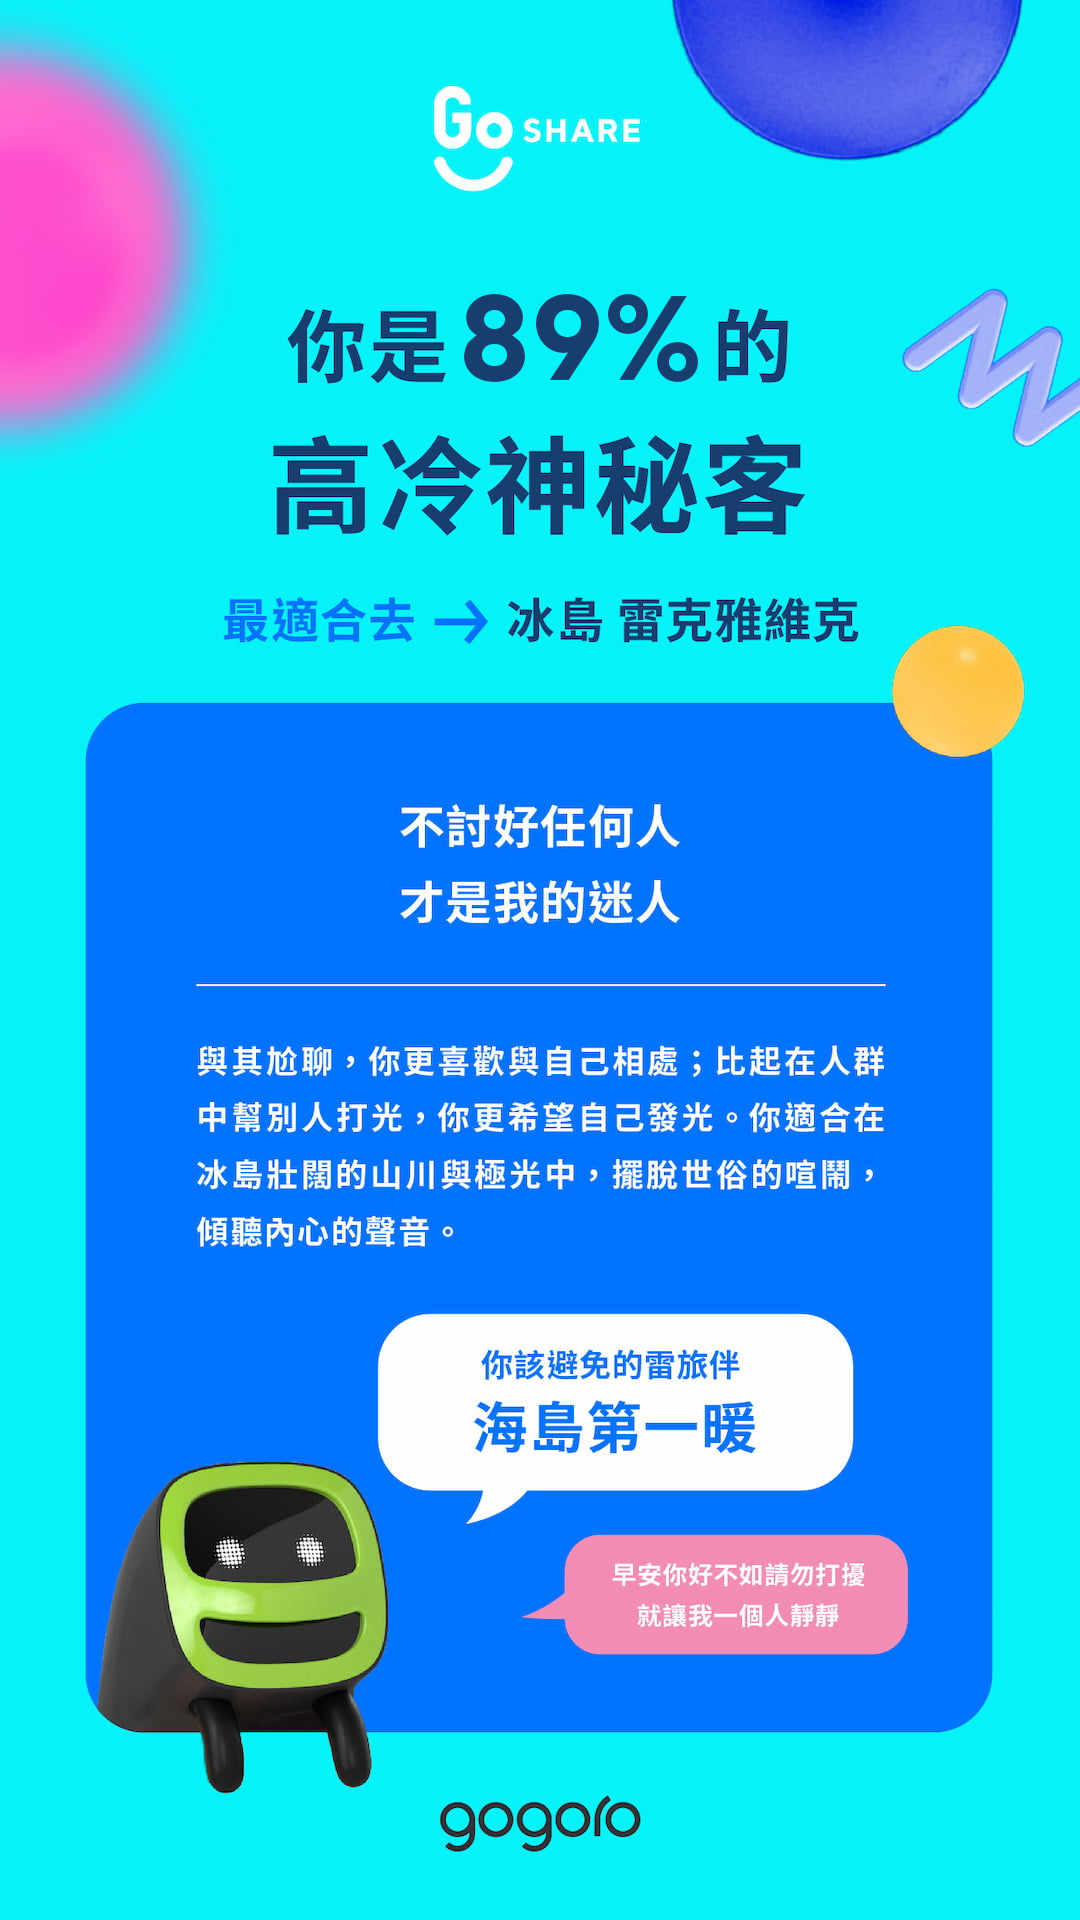 Go SHARE
你是89%的
高冷神秘客
最適合去 → 冰島 雷克雅維克
不討好任何人
才是我的迷人
與其尬聊，你更喜歡與自己相處；比起在人群
中幫別人打光，你更希望自己發光。你適合在
冰島壯闊的山川與極光中，擺脫世俗的喧鬧，
傾聽內心的聲音。
你該避免的雷旅伴
海島第一暖
早安你好不如請勿打擾
就讓我一個人靜靜
gogoro